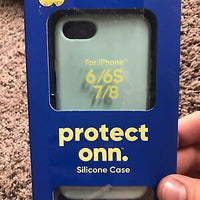 For iPhone®
6/6S
7/8
protect
onn.
Silicone Case